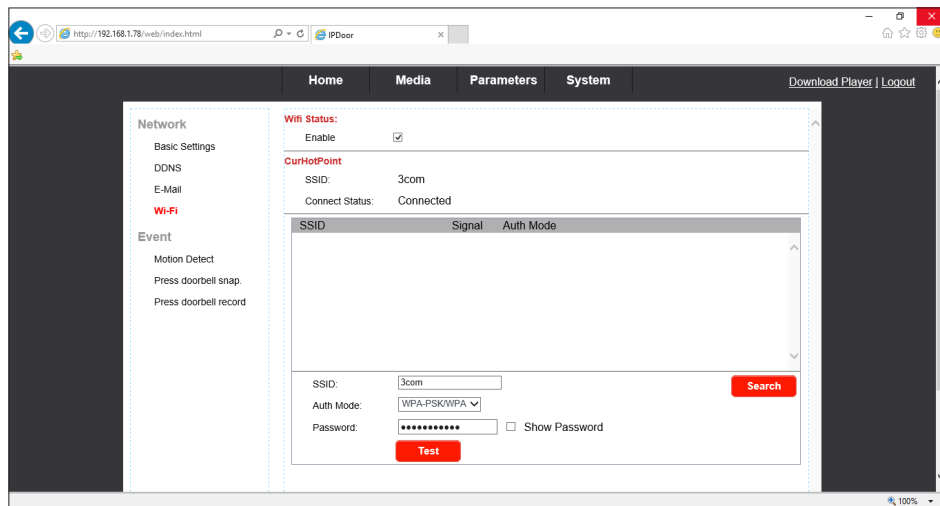 http://192.168.1.78/web/index.html
IPDoor
Home Media Parameters System
Download Player | Logout
Network
Basic Settings
DDNS
E-Mail
Wi-Fi
Event
Motion Detect
Press doorbell snap.
Press doorbell record
Wifi Status:
Enable
CurHotPoint
SSID: 3com
Connect Status: Connected
SSID Signal Auth Mode
SSID: 3com
Search
Auth Mode: WPA-PSK/WPA
Password: ●●●●●●●●●●● Show Password
Test
100%